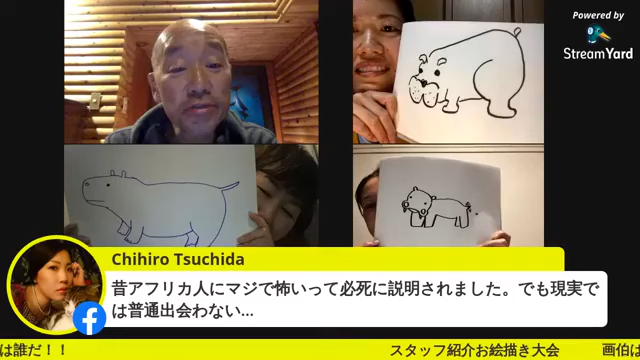 Powered by
StreamYard
Chihiro Tsuchida
昔アフリカ人にマジで怖いって必死に説明されました。でも現実で
は普通出会わない...
は誰だ！！
スタッフ紹介お絵描き大会
画伯は